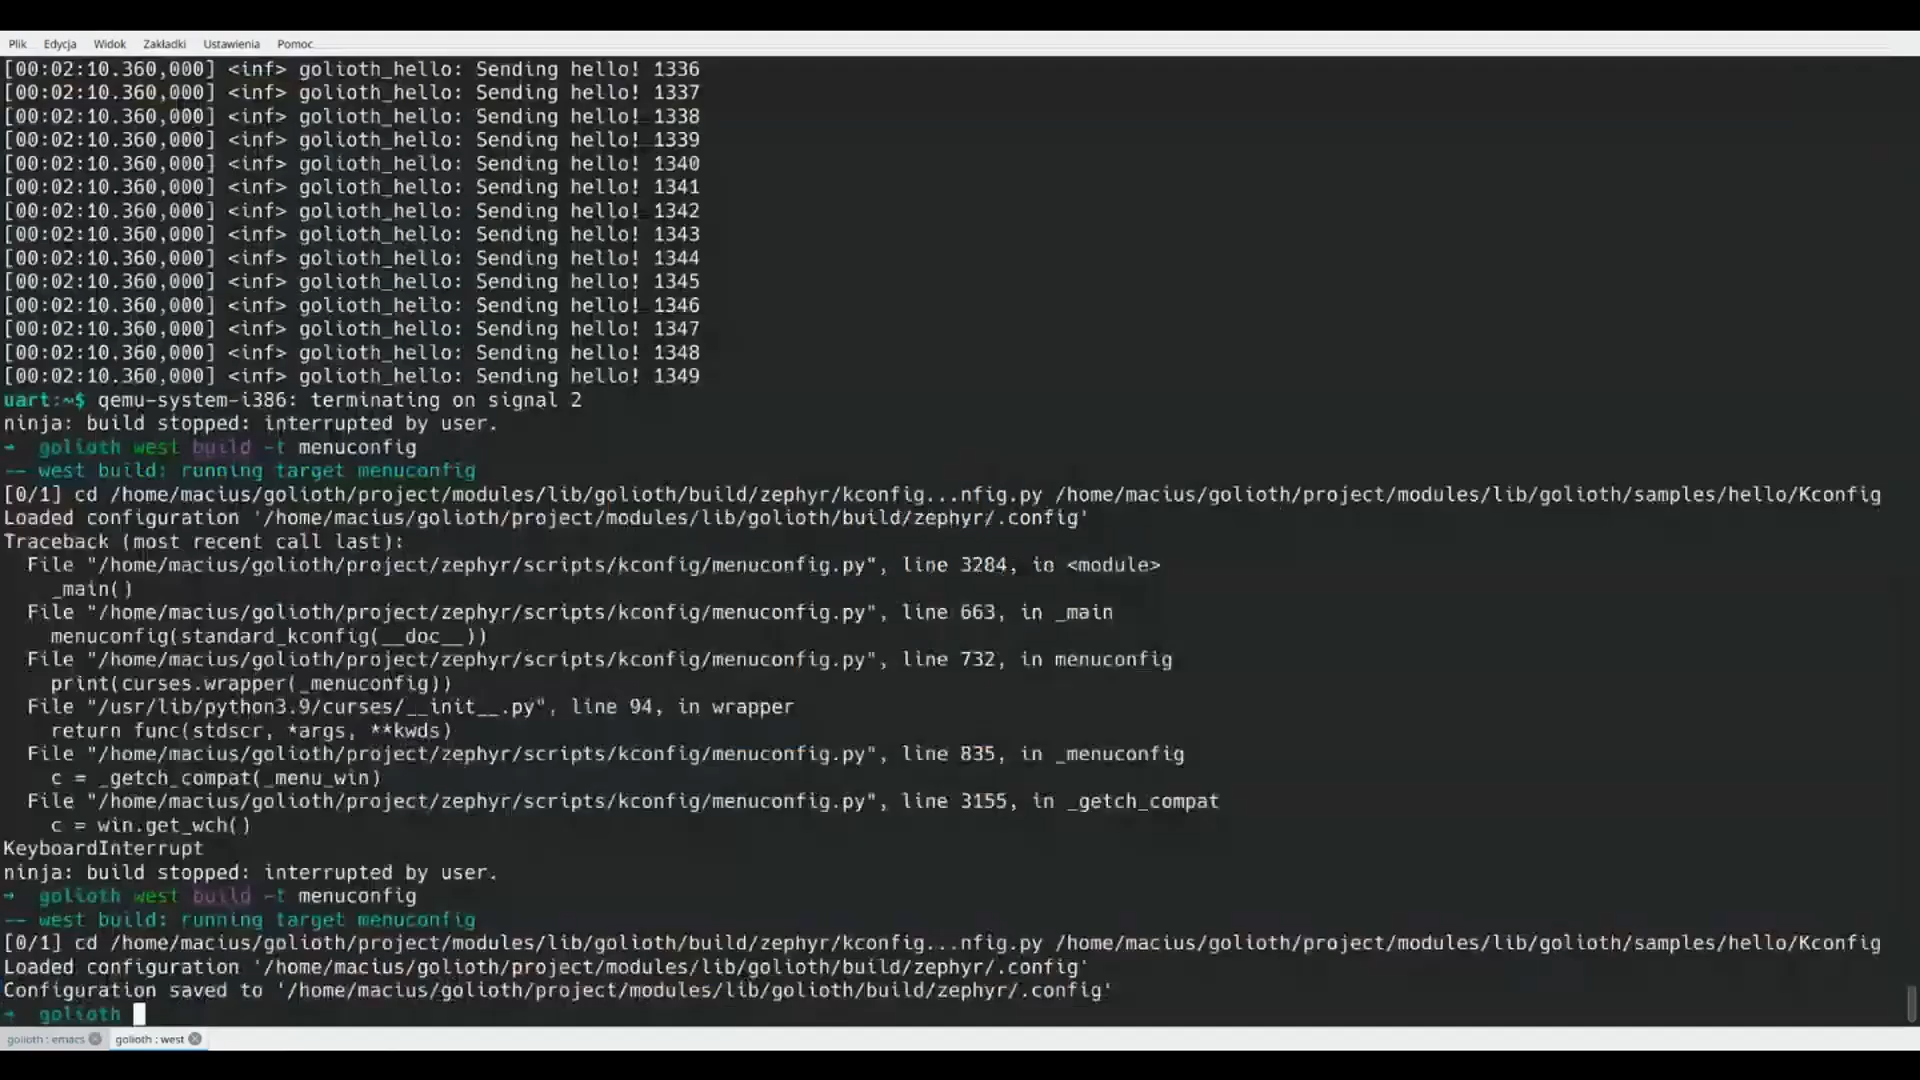 Plik Edycja Widok Zakładki Ustawienia Pomoc
[00:02:10.360,000] <inf> golioth_hello: Sending hello! 1336
[00:02:10.360,000] <inf> golioth_hello: Sending hello! 1337
[00:02:10.360,000] <inf> golioth_hello: Sending hello! 1338
[00:02:10.360,000] <inf> golioth_hello: Sending hello! 1339
[00:02:10.360,000] <inf> golioth_hello: Sending hello! 1340
[00:02:10.360,000] <inf> golioth_hello: Sending hello! 1341
[00:02:10.360,000] <inf> golioth_hello: Sending hello! 1342
[00:02:10.360,000] <inf> golioth_hello: Sending hello! 1343
[00:02:10.360,000] <inf> golioth_hello: Sending hello! 1344
[00:02:10.360,000] <inf> golioth_hello: Sending hello! 1345
[00:02:10.360,000] <inf> golioth_hello: Sending hello! 1346
[00:02:10.360,000] <inf> golioth_hello: Sending hello! 1347
[00:02:10.360,000] <inf> golioth_hello: Sending hello! 1348
[00:02:10.360,000] <inf> golioth_hello: Sending hello! 1349
uart:~$ qemu-system-i386: terminating on signal 2
ninja: build stopped: interrupted by user.
→ golioth west build -t menuconfig
-- west build: running target menuconfig
[0/1] cd /home/macius/golioth/project/modules/lib/golioth/build/zephyr/kconfig...nfig.py /home/macius/golioth/project/modules/lib/golioth/samples/hello/Kconfig
Loaded configuration '/home/macius/golioth/project/modules/lib/golioth/build/zephyr/.config'
Traceback (most recent call last):
  File "/home/macius/golioth/project/zephyr/scripts/kconfig/menuconfig.py", line 3284, in <module>
    _main()
  File "/home/macius/golioth/project/zephyr/scripts/kconfig/menuconfig.py", line 663, in _main
    menuconfig(standard_kconfig(__doc__))
  File "/home/macius/golioth/project/zephyr/scripts/kconfig/menuconfig.py", line 732, in menuconfig
    print(curses.wrapper(_menuconfig))
  File "/usr/lib/python3.9/curses/__init__.py", line 94, in wrapper
    return func(stdscr, *args, **kwds)
  File "/home/macius/golioth/project/zephyr/scripts/kconfig/menuconfig.py", line 835, in _menuconfig
    c = _getch_compat(_menu_win)
  File "/home/macius/golioth/project/zephyr/scripts/kconfig/menuconfig.py", line 3155, in _getch_compat
    c = win.get_wch()
KeyboardInterrupt
ninja: build stopped: interrupted by user.
→ golioth west build -t menuconfig
-- west build: running target menuconfig
[0/1] cd /home/macius/golioth/project/modules/lib/golioth/build/zephyr/kconfig...nfig.py /home/macius/golioth/project/modules/lib/golioth/samples/hello/Kconfig
Loaded configuration '/home/macius/golioth/project/modules/lib/golioth/build/zephyr/.config'
Configuration saved to '/home/macius/golioth/project/modules/lib/golioth/build/zephyr/.config'
→ golioth
golioth : emacs golioth : west